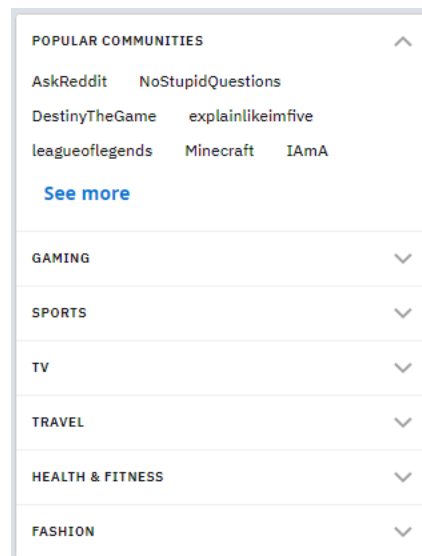 POPULAR COMMUNITIES
AskReddit NoStupidQuestions
DestinyTheGame explainlikeimfive
leagueoflegends Minecraft IAmA
See more
GAMING
SPORTS
TV
TRAVEL
HEALTH & FITNESS
FASHION